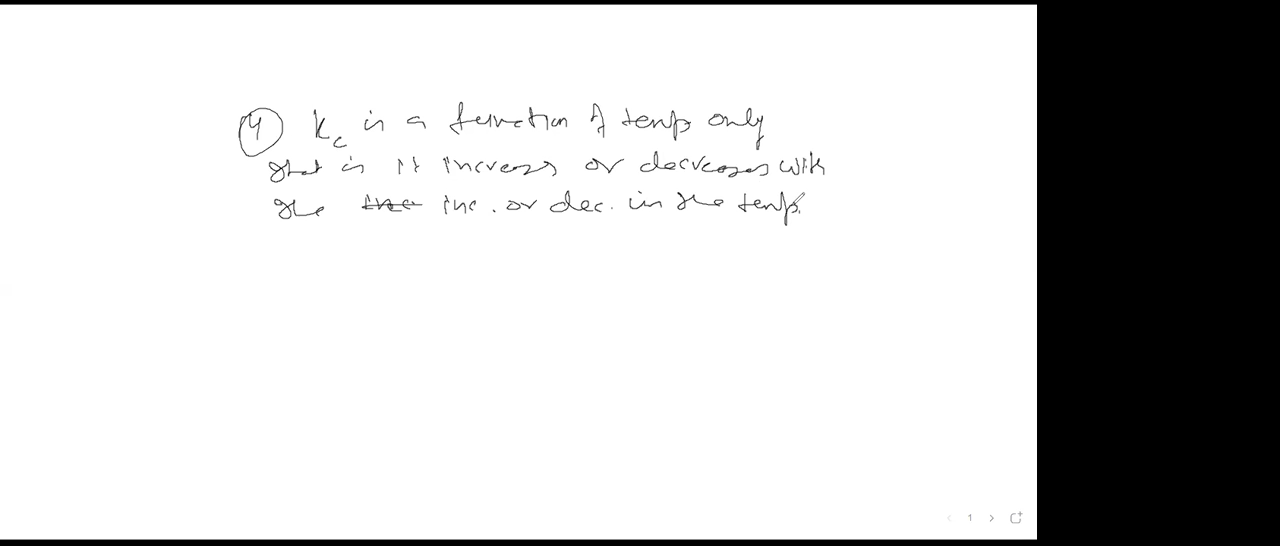 ④ Kc is a function of temp only
that is it increases or decreases with
the inc. or dec. in the temp.
1